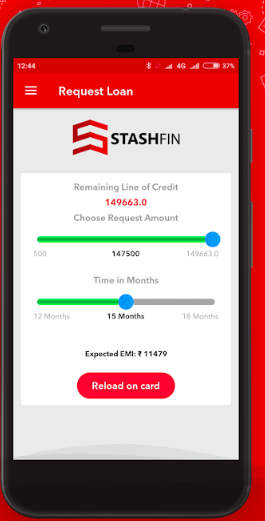 12:44 4G 37%
Request Loan
STASHFIN
Remaining Line of Credit
149663.0
Choose Request Amount
500 147500 149663.0
Time in Months
12 Months 15 Months 18 Months
Expected EMI: ₹ 11479
Reload on card